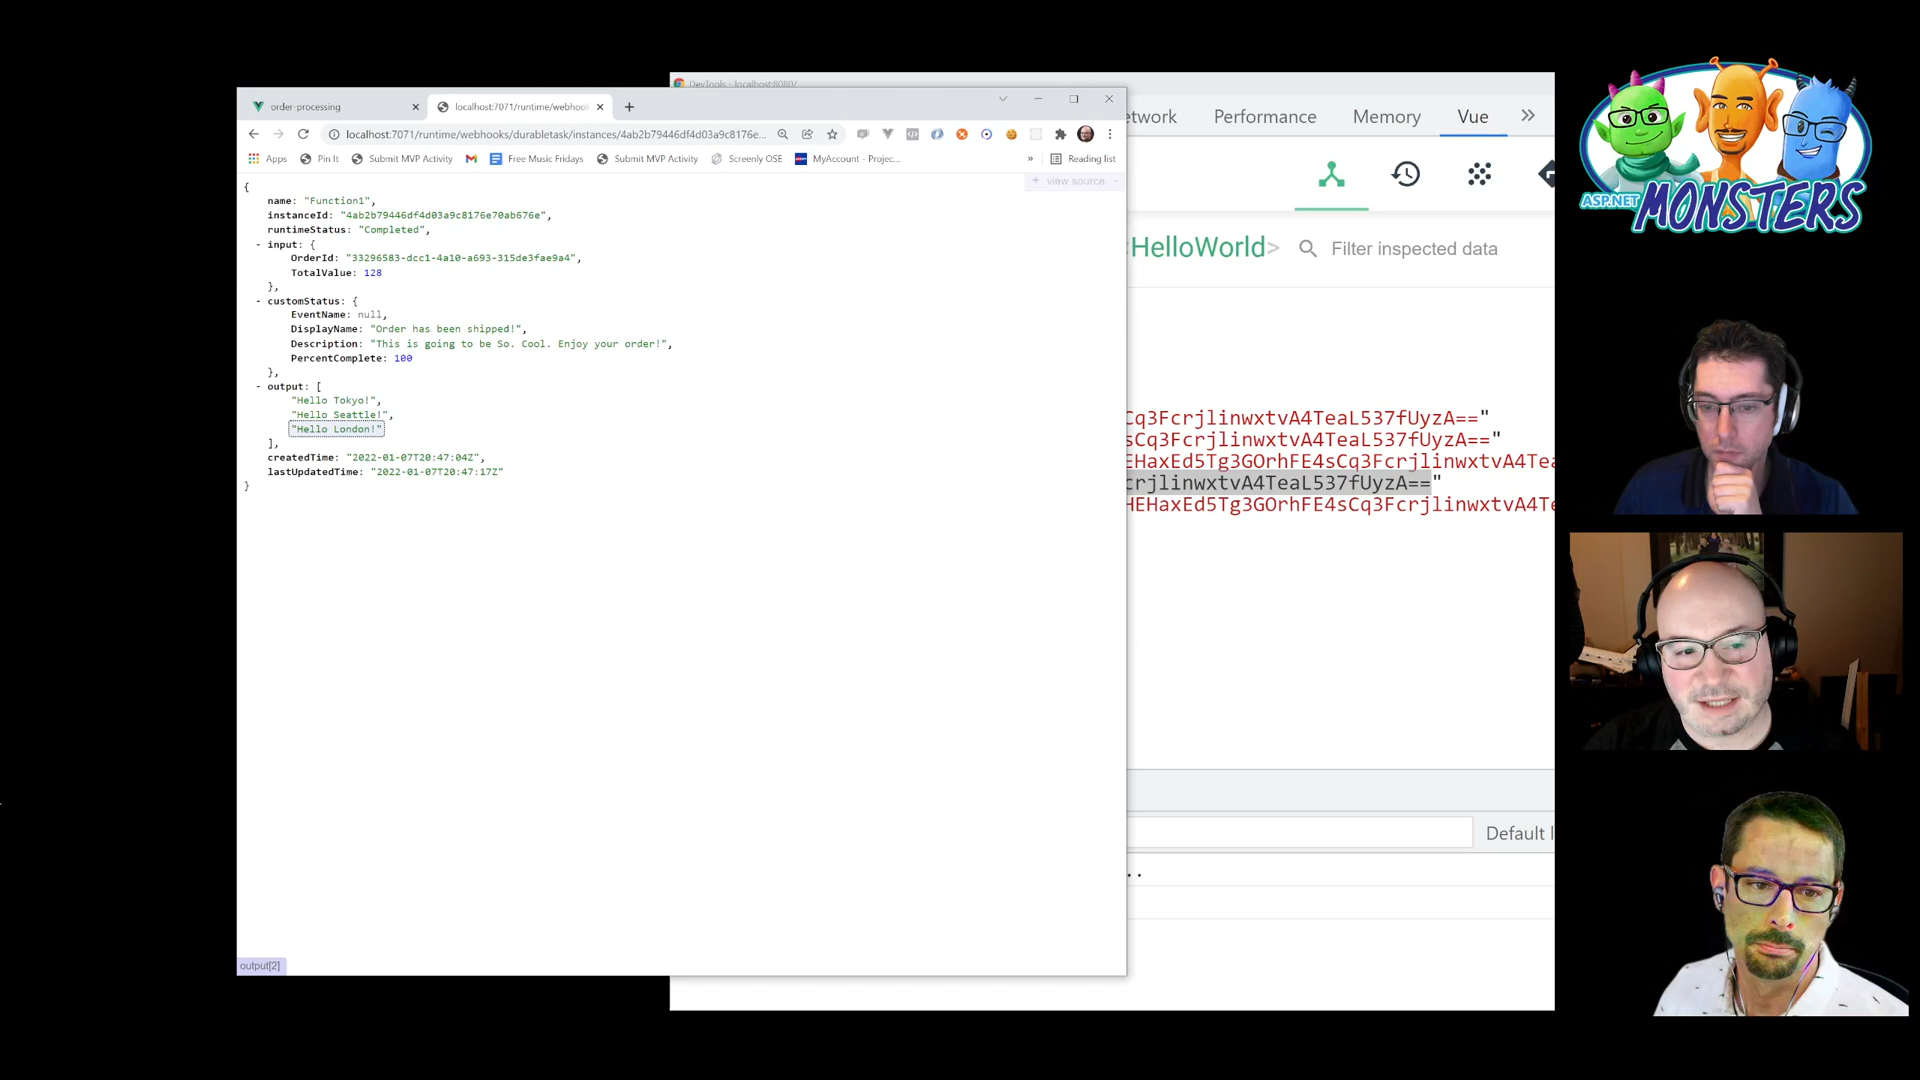 DevTools - localhost:8080/
order-processing
localhost:7071/runtime/webhook
localhost:7071/runtime/webhooks/durabletask/instances/4ab2b79446df4d03a9c8176e...
Apps
Pin It
Submit MVP Activity
Free Music Fridays
Submit MVP Activity
Screenly OSE
MyAccount - Projec...
»
Reading list
+ view source -
{
name: "Function1",
instanceId: "4ab2b79446df4d03a9c8176e70ab676e",
runtimeStatus: "Completed",
- input: {
OrderId: "33296583-dcc1-4a10-a693-315de3fae9a4",
TotalValue: 128
},
- customStatus: {
EventName: null,
DisplayName: "Order has been shipped!",
Description: "This is going to be So. Cool. Enjoy your order!",
PercentComplete: 100
},
- output: [
"Hello Tokyo!",
"Hello Seattle!",
"Hello London!"
],
createdTime: "2022-01-07T20:47:04Z",
lastUpdatedTime: "2022-01-07T20:47:17Z"
}
output[2]
etwork
Performance
Memory
Vue
»
HelloWorld>
Filter inspected data
Cq3FcrjlinwxtvA4TeaL537fUyzA=="
sCq3FcrjlinwxtvA4TeaL537fUyzA=="
EHaxEd5Tg3GOrhFE4sCq3FcrjlinwxtvA4Tea
crjlinwxtvA4TeaL537fUyzA=="
HEHaxEd5Tg3GOrhFE4sCq3FcrjlinwxtvA4Te
Default l
..
ASP.NET
MONSTERS